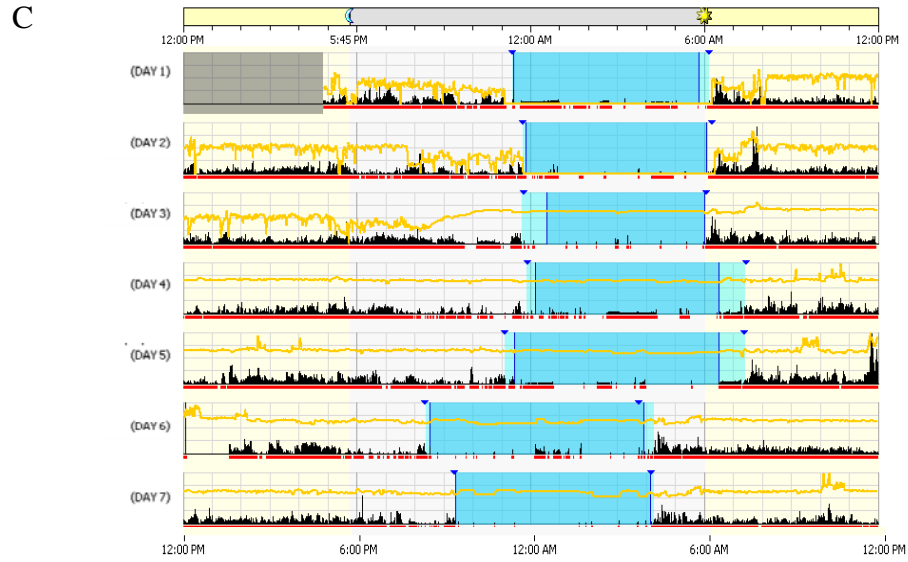 C
12:00 PM 5:45 PM 12:00 AM 6:00 AM 12:00 PM
(DAY 1)
(DAY 2)
(DAY 3)
(DAY 4)
(DAY 5)
(DAY 6)
(DAY 7)
12:00 PM 6:00 PM 12:00 AM 6:00 AM 12:00 PM